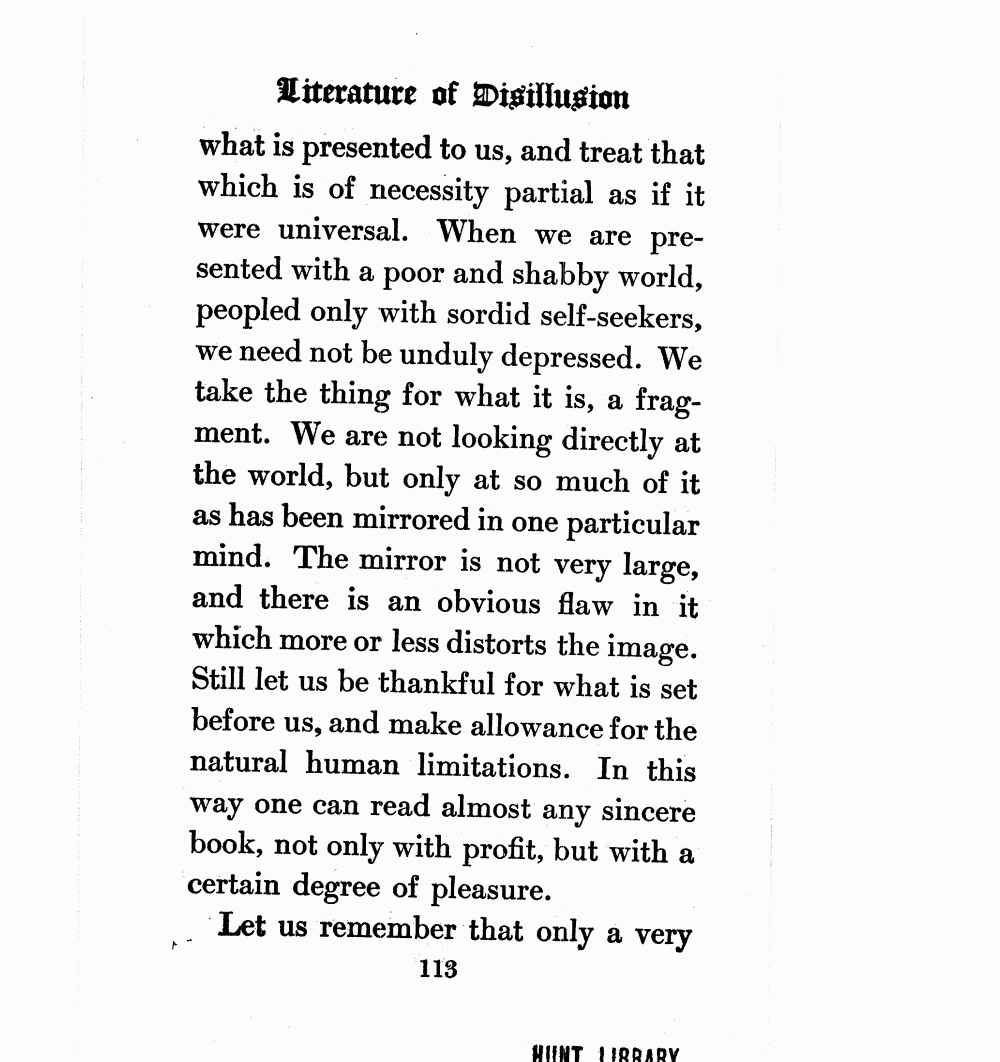 Literature of Disillusion
what is presented to us, and treat that
which is of necessity partial as if it
were universal. When we are pre-
sented with a poor and shabby world,
peopled only with sordid self-seekers,
we need not be unduly depressed. We
take the thing for what it is, a frag-
ment. We are not looking directly at
the world, but only at so much of it
as has been mirrored in one particular
mind. The mirror is not very large,
and there is an obvious flaw in it
which more or less distorts the image.
Still let us be thankful for what is set
before us, and make allowance for the
natural human limitations. In this
way one can read almost any sincere
book, not only with profit, but with a
certain degree of pleasure.
Let us remember that only a very
113
HUNT LIBRARY